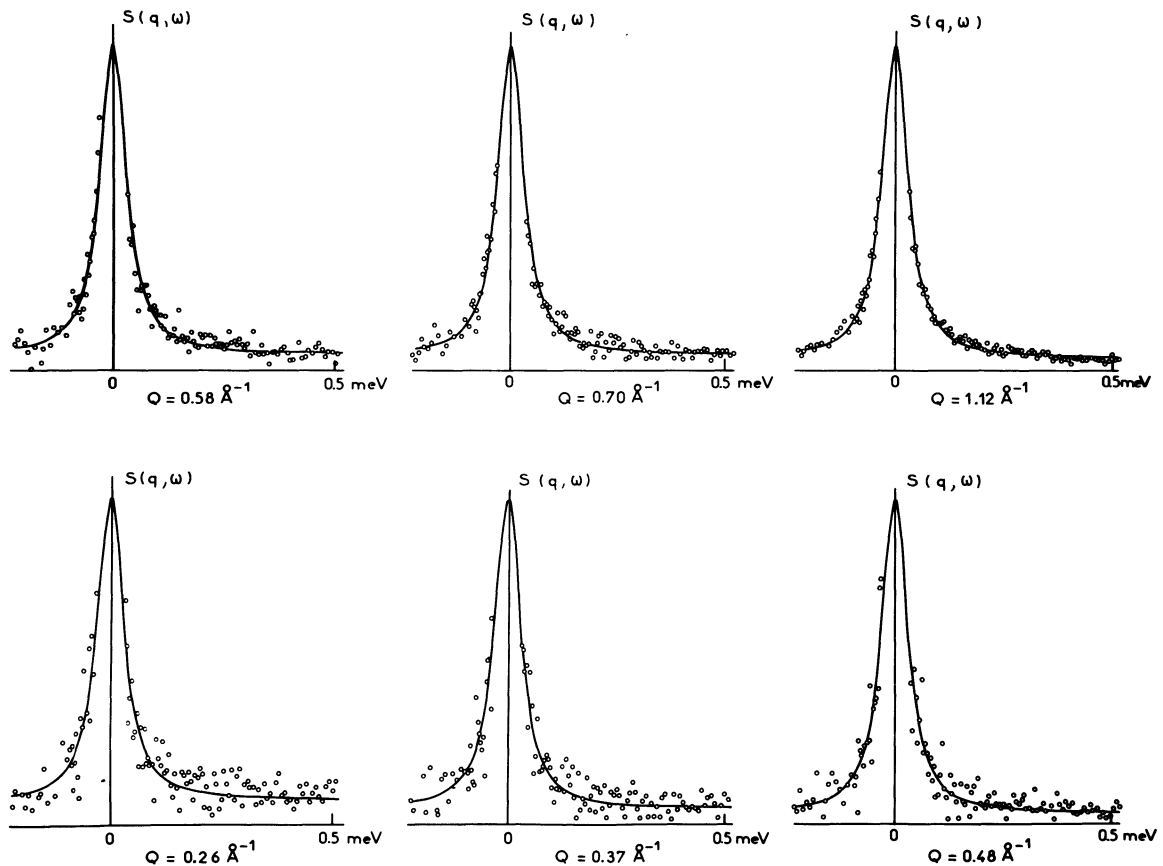 S(q,ω) S(q,ω) S(q,ω)
0 0.5 meV 0 0.5 meV 0 0.5meV
Q = 0.58 Å⁻¹ Q = 0.70 Å⁻¹ Q = 1.12 Å⁻¹
S(q,ω) S(q,ω) S(q,ω)
0 0.5 meV 0 0.5 meV 0 0.5meV
Q = 0.26 Å⁻¹ Q = 0.37 Å⁻¹ Q = 0.48 Å⁻¹